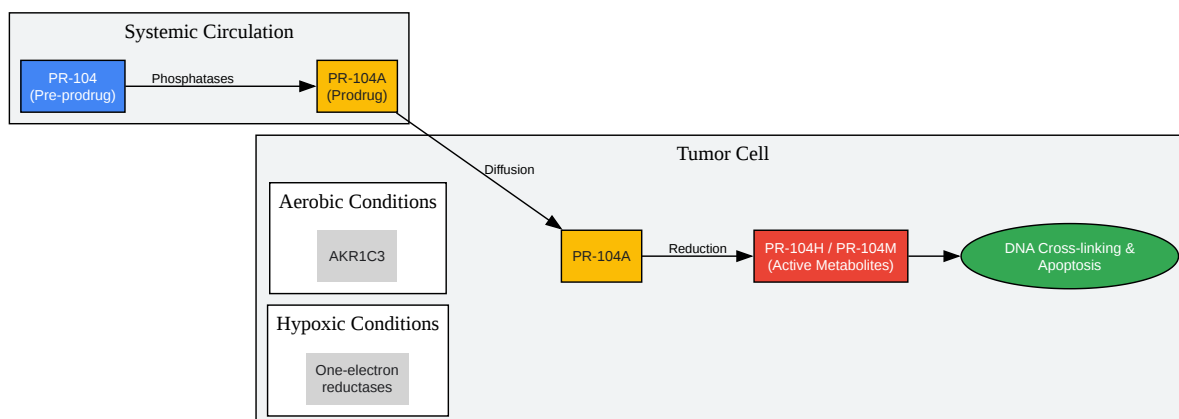 Systemic Circulation
PR-104
(Pre-prodrug)
Phosphatases
PR-104A
(Prodrug)
Diffusion
Tumor Cell
Aerobic Conditions
AKR1C3
Hypoxic Conditions
One-electron
reductases
PR-104A
Reduction
PR-104H / PR-104M
(Active Metabolites)
DNA Cross-linking &
Apoptosis